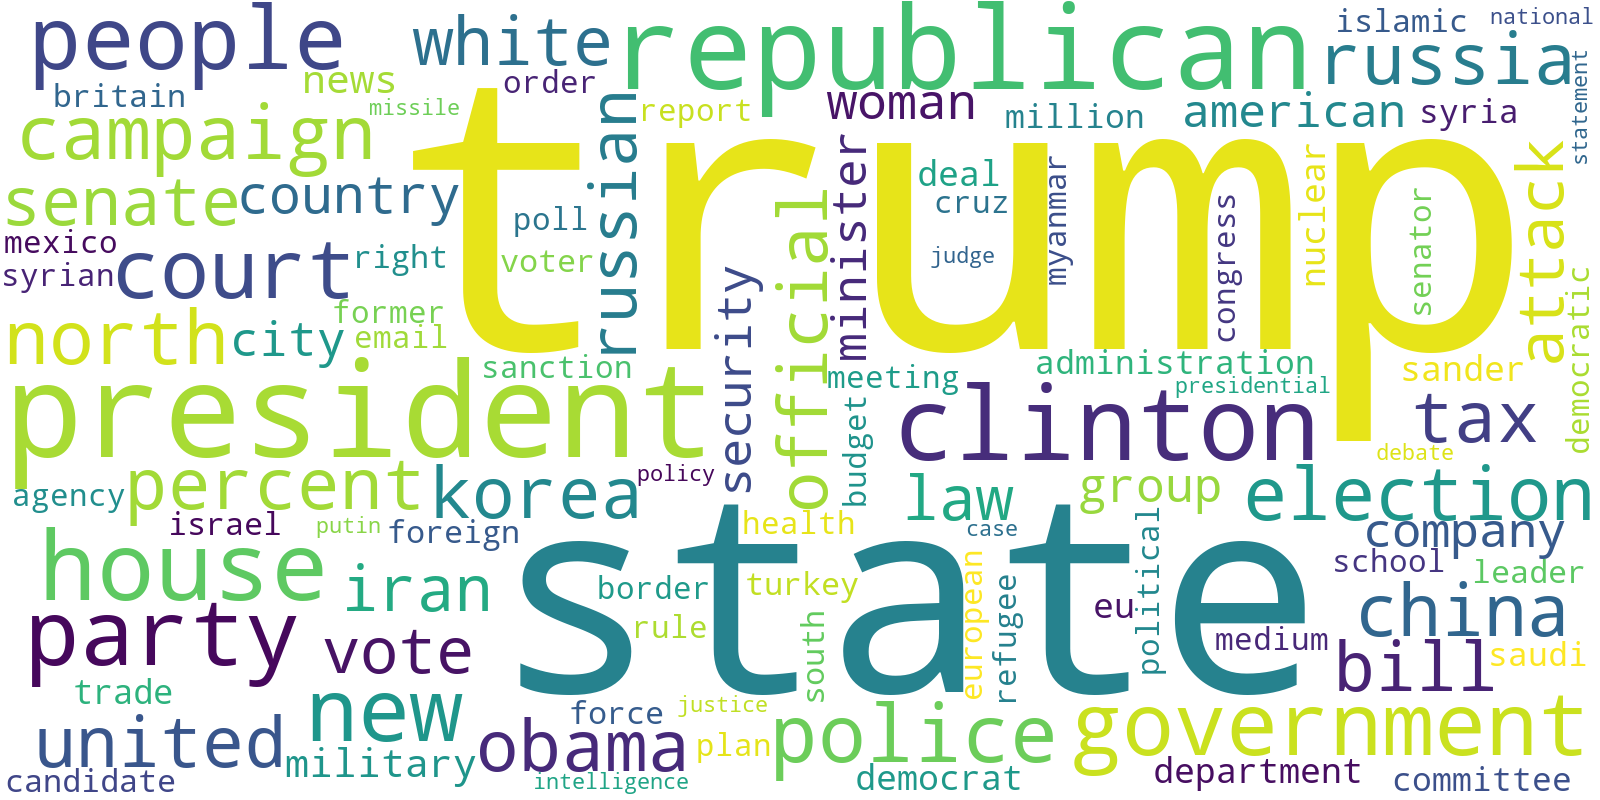 people
white
republican
islamic
national
russia
news
order
britain
missile
campaign
report
woman
million
american
syria
statement
trump
russian
senate
country
poll
deal
cruz
minister
official
myanmar
congress
nuclear
senator
attack
mexico
syrian
court
right
voter
judge
security
democratic
north
city
former
email
sanction
meeting
administration
presidential
sander
president
clinton
tax
budget
debate
percent
korea
policy
law
group
election
agency
israel
putin
foreign
health
case
company
house
iran
state
border
turkey
european
refugee
eu
political
school
leader
china
party
vote
rule
south
medium
bill
saudi
trade
new
force
justice
police
government
united
military
obama
plan
candidate
intelligence
democrat
department
committee